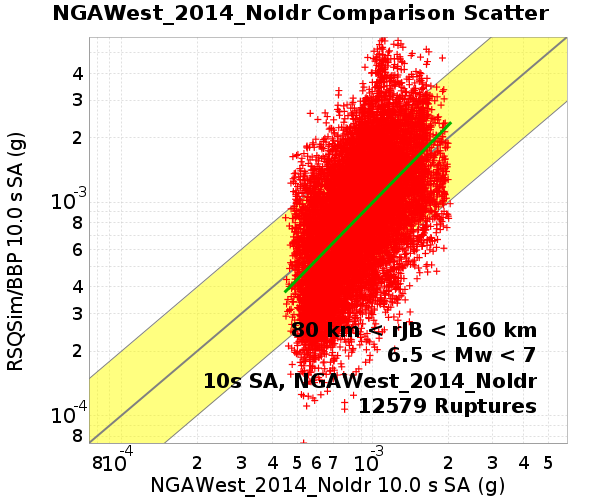 NGAWest_2014_NoIdr Comparison Scatter
RSQSim/BBP 10.0 s SA (g)
4
3
2
10-3
8
6
4
3
2
10-4
8
80 km < rJB < 160 km
6.5 < Mw < 7
10s SA, NGAWest_2014_NoIdr
12579 Ruptures
8 10-4 2 3 4 5 6 7 10-3 2 3 4 5
NGAWest_2014_NoIdr 10.0 s SA (g)